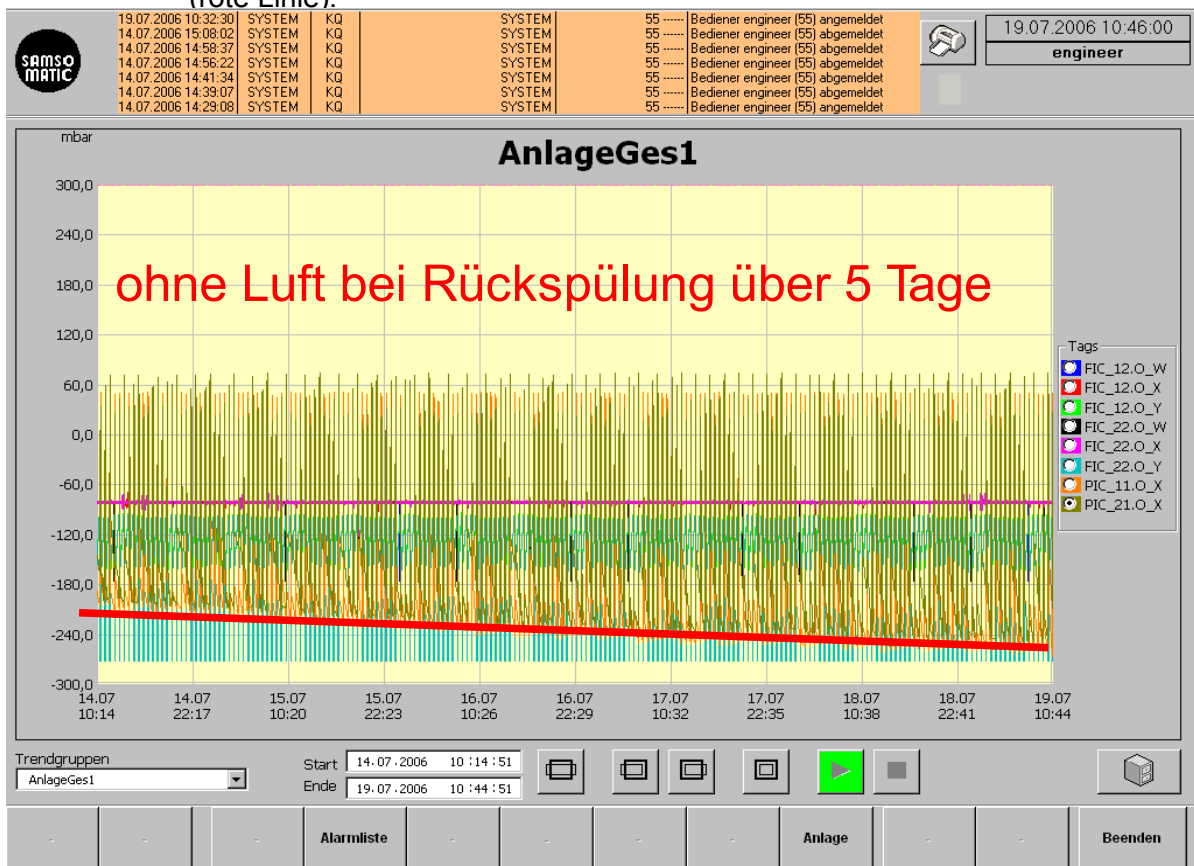 (rote Linie).
19.07.2006 10:32:30 SYSTEM KQ SYSTEM 55 ------ Bediener engineer (55) angemeldet
14.07.2006 15:08:02 SYSTEM KQ SYSTEM 55 ------ Bediener engineer (55) abgemeldet
14.07.2006 14:58:37 SYSTEM KQ SYSTEM 55 ------ Bediener engineer (55) angemeldet
14.07.2006 14:56:22 SYSTEM KQ SYSTEM 55 ------ Bediener engineer (55) abgemeldet
14.07.2006 14:41:34 SYSTEM KQ SYSTEM 55 ------ Bediener engineer (55) angemeldet
14.07.2006 14:39:07 SYSTEM KQ SYSTEM 55 ------ Bediener engineer (55) abgemeldet
14.07.2006 14:29:08 SYSTEM KQ SYSTEM 55 ------ Bediener engineer (55) angemeldet
SAMSO
MATIC
19.07.2006 10:46:00
engineer
mbar
AnlageGes1
300,0
240,0
180,0
120,0
60,0
0,0
-60,0
-120,0
-180,0
-240,0
-300,0
ohne Luft bei Rückspülung über 5 Tage
Tags
FIC_12.O_W
FIC_12.O_X
FIC_12.O_Y
FIC_22.O_W
FIC_22.O_X
FIC_22.O_Y
PIC_11.O_X
PIC_21.O_X
14.07 14.07 15.07 15.07 16.07 16.07 17.07 17.07 18.07 18.07 19.07
10:14 22:17 10:20 22:23 10:26 22:29 10:32 22:35 10:38 22:41 10:44
Trendgruppen
AnlageGes1
Start 14.07.2006 10:14:51
Ende 19.07.2006 10:44:51
- - - Alarmliste - - - - Anlage - - Beenden